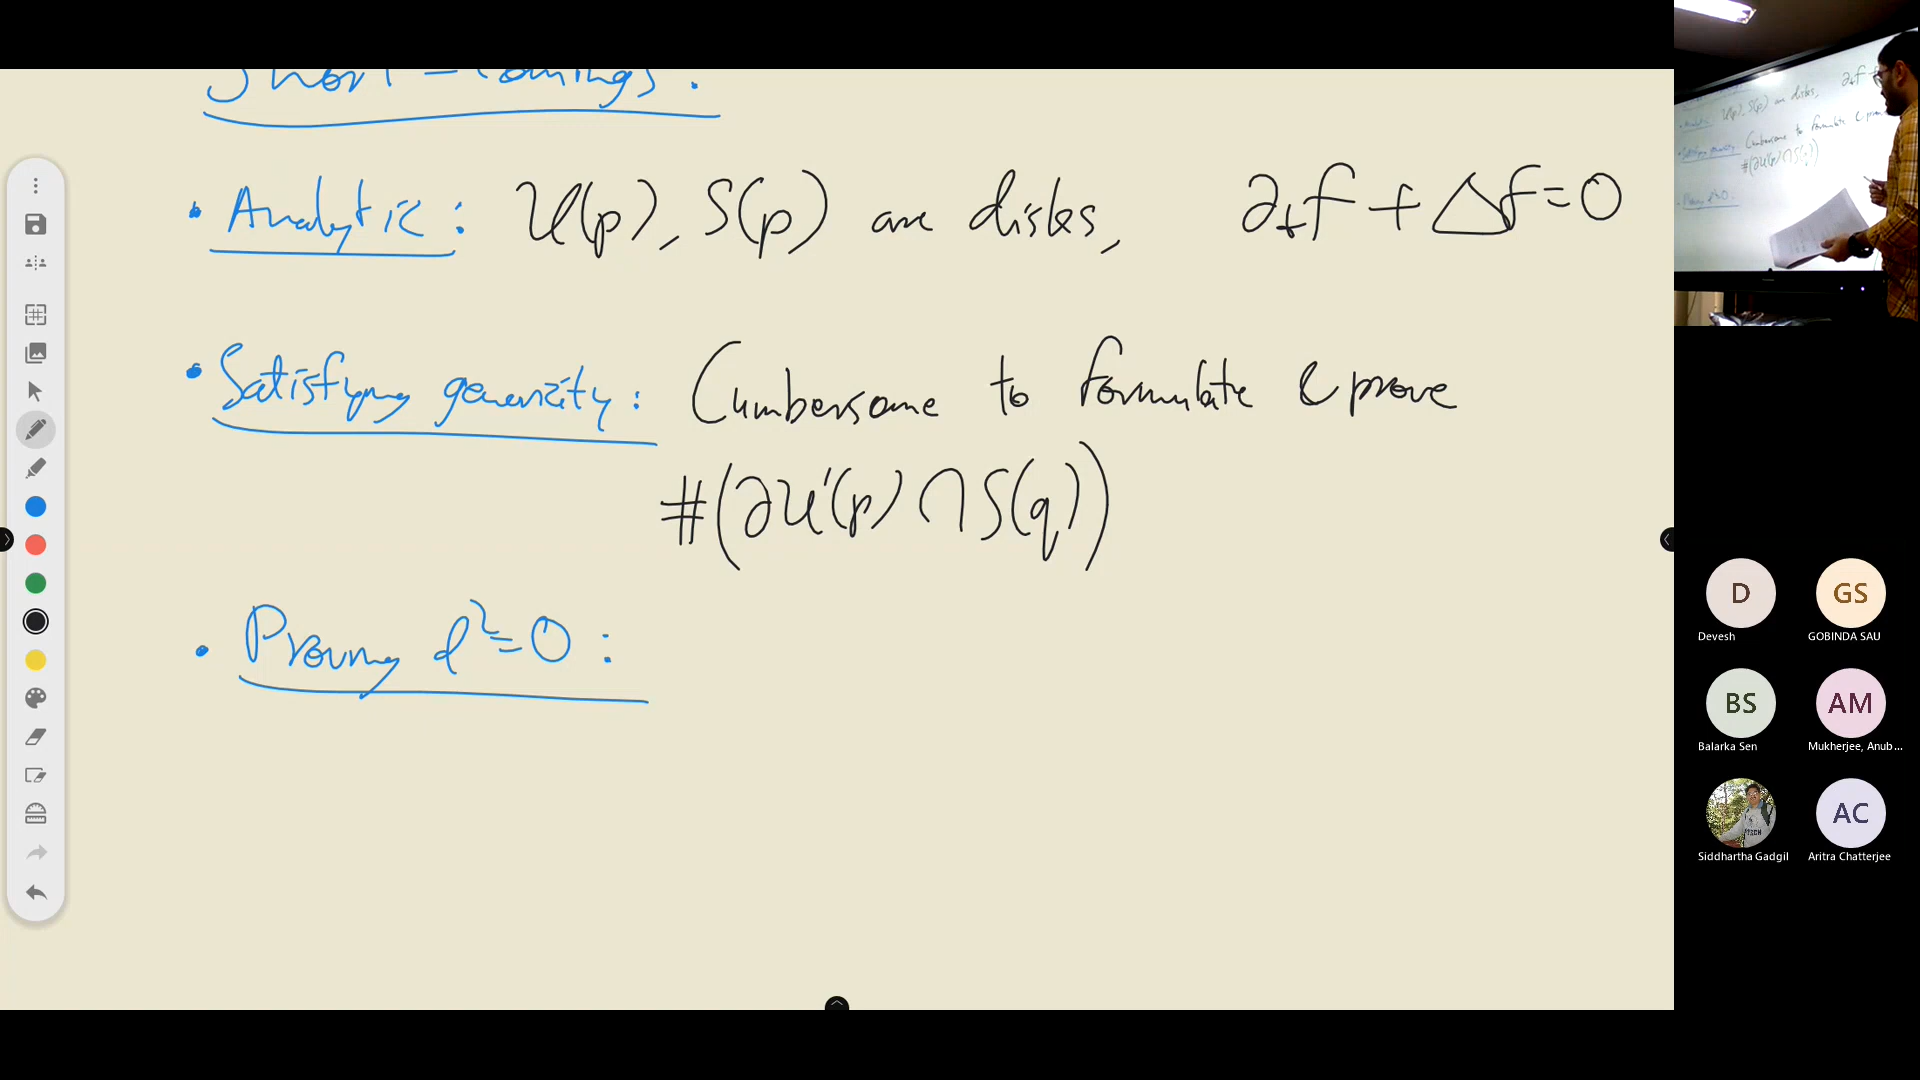 Short-comings:
• Analytic: U(p), S(p) are disks, ∂ₜf + Δf = 0
• Satisfying genericity: Cumbersome to formulate & prove
#(∂U'(p) ∩ S(q))
• Proving d²=0:
D
Devesh
GS
GOBINDA SAU
BS
Balarka Sen
AM
Mukherjee, Anub...
Siddhartha Gadgil
AC
Aritra Chatterjee